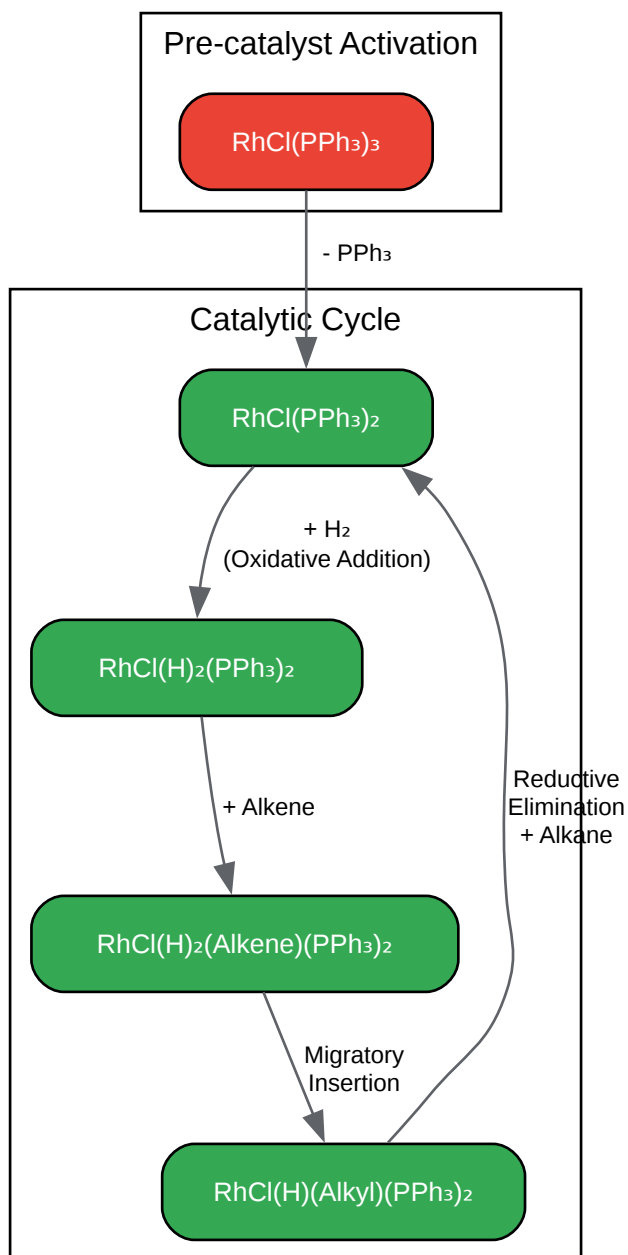 Pre-catalyst Activation
RhCl(PPh₃)₃
- PPh₃
Catalytic Cycle
RhCl(PPh₃)₂
+ H₂
(Oxidative Addition)
RhCl(H)₂(PPh₃)₂
Reductive
Elimination
+ Alkane
+ Alkene
RhCl(H)₂(Alkene)(PPh₃)₂
Migratory
Insertion
RhCl(H)(Alkyl)(PPh₃)₂